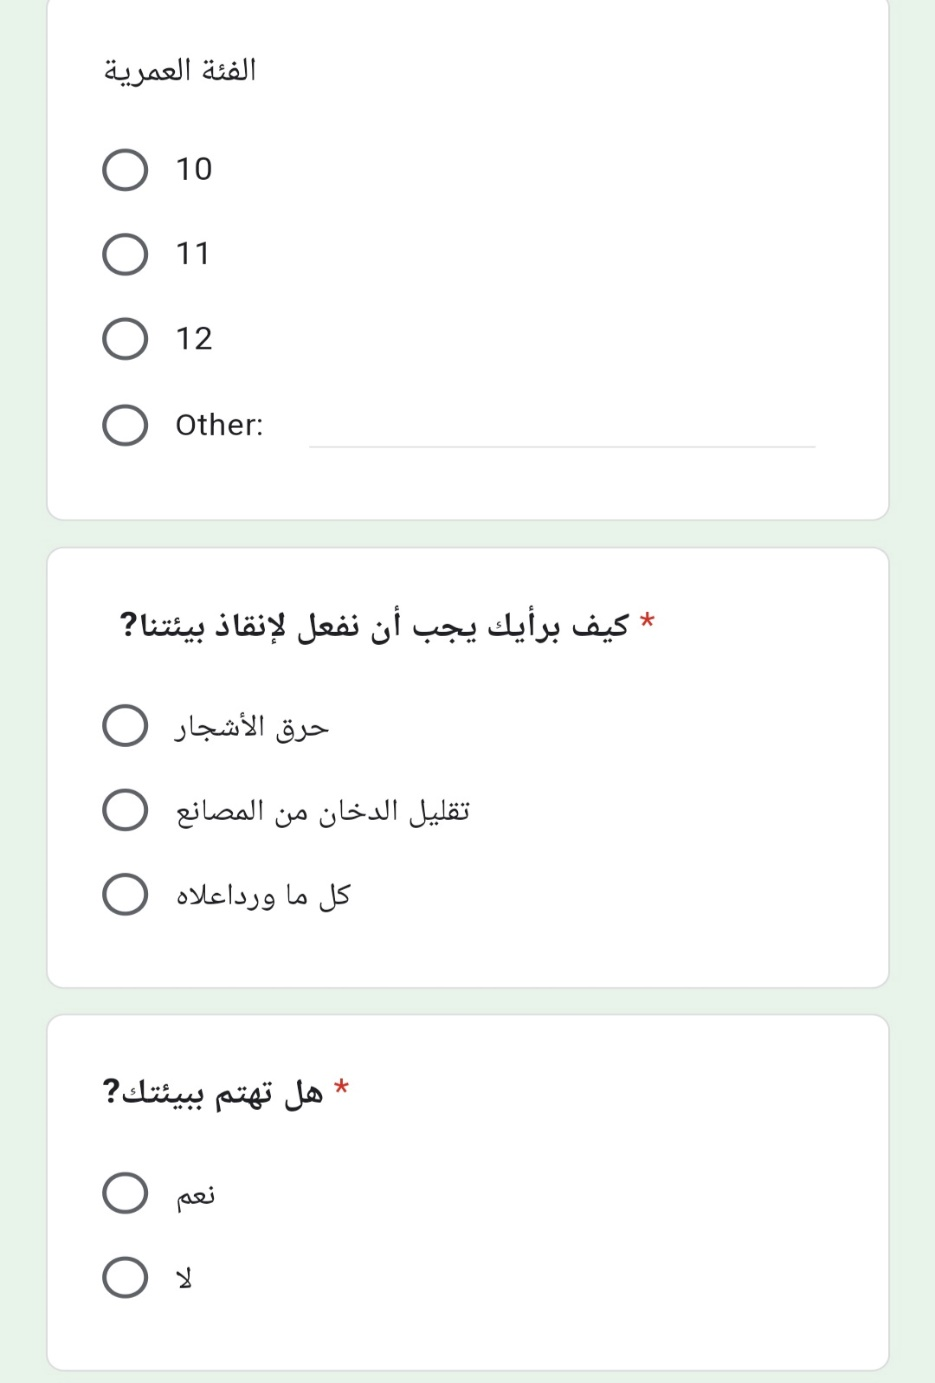 الفئة العمرية
10
11
12
Other:
* كيف برأيك يجب أن نفعل لإنقاذ بيئتنا?
حرق الأشجار
تقليل الدخان من المصانع
كل ما ورداعلاه
* هل تهتم ببيئتك?
نعم
لا